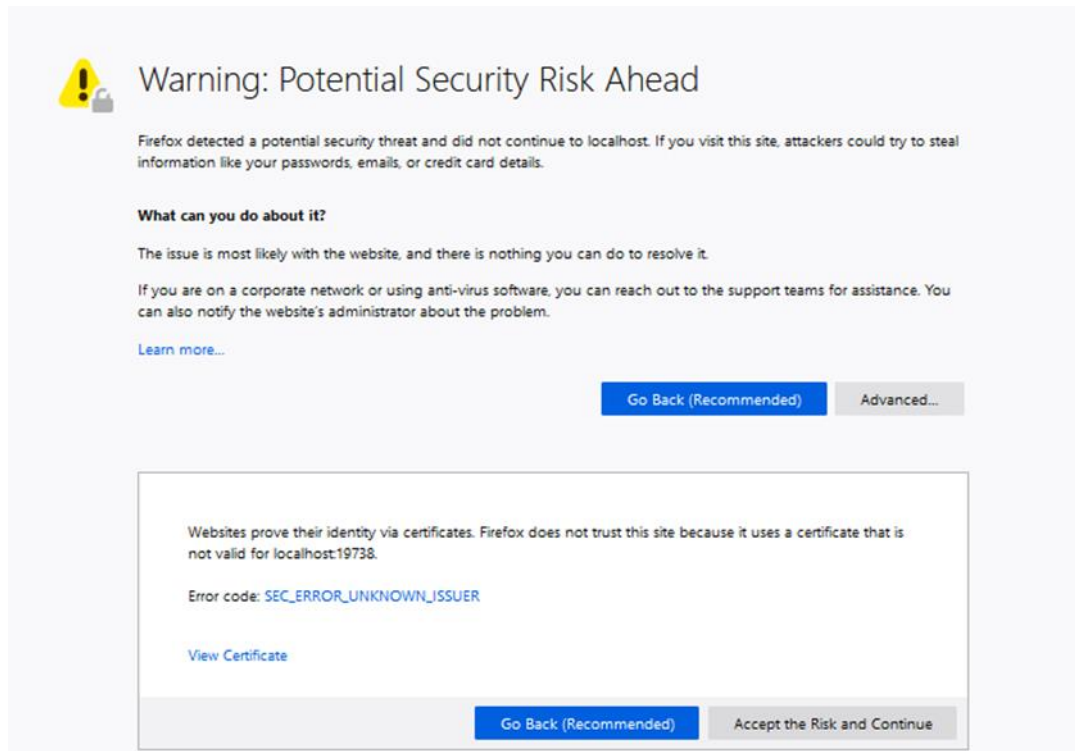 Warning: Potential Security Risk Ahead
Firefox detected a potential security threat and did not continue to localhost. If you visit this site, attackers could try to steal
information like your passwords, emails, or credit card details.
What can you do about it?
The issue is most likely with the website, and there is nothing you can do to resolve it.
If you are on a corporate network or using anti-virus software, you can reach out to the support teams for assistance. You
can also notify the website's administrator about the problem.
Learn more...
Go Back (Recommended) Advanced...
Websites prove their identity via certificates. Firefox does not trust this site because it uses a certificate that is
not valid for localhost:19738.
Error code: SEC_ERROR_UNKNOWN_ISSUER
View Certificate
Go Back (Recommended) Accept the Risk and Continue